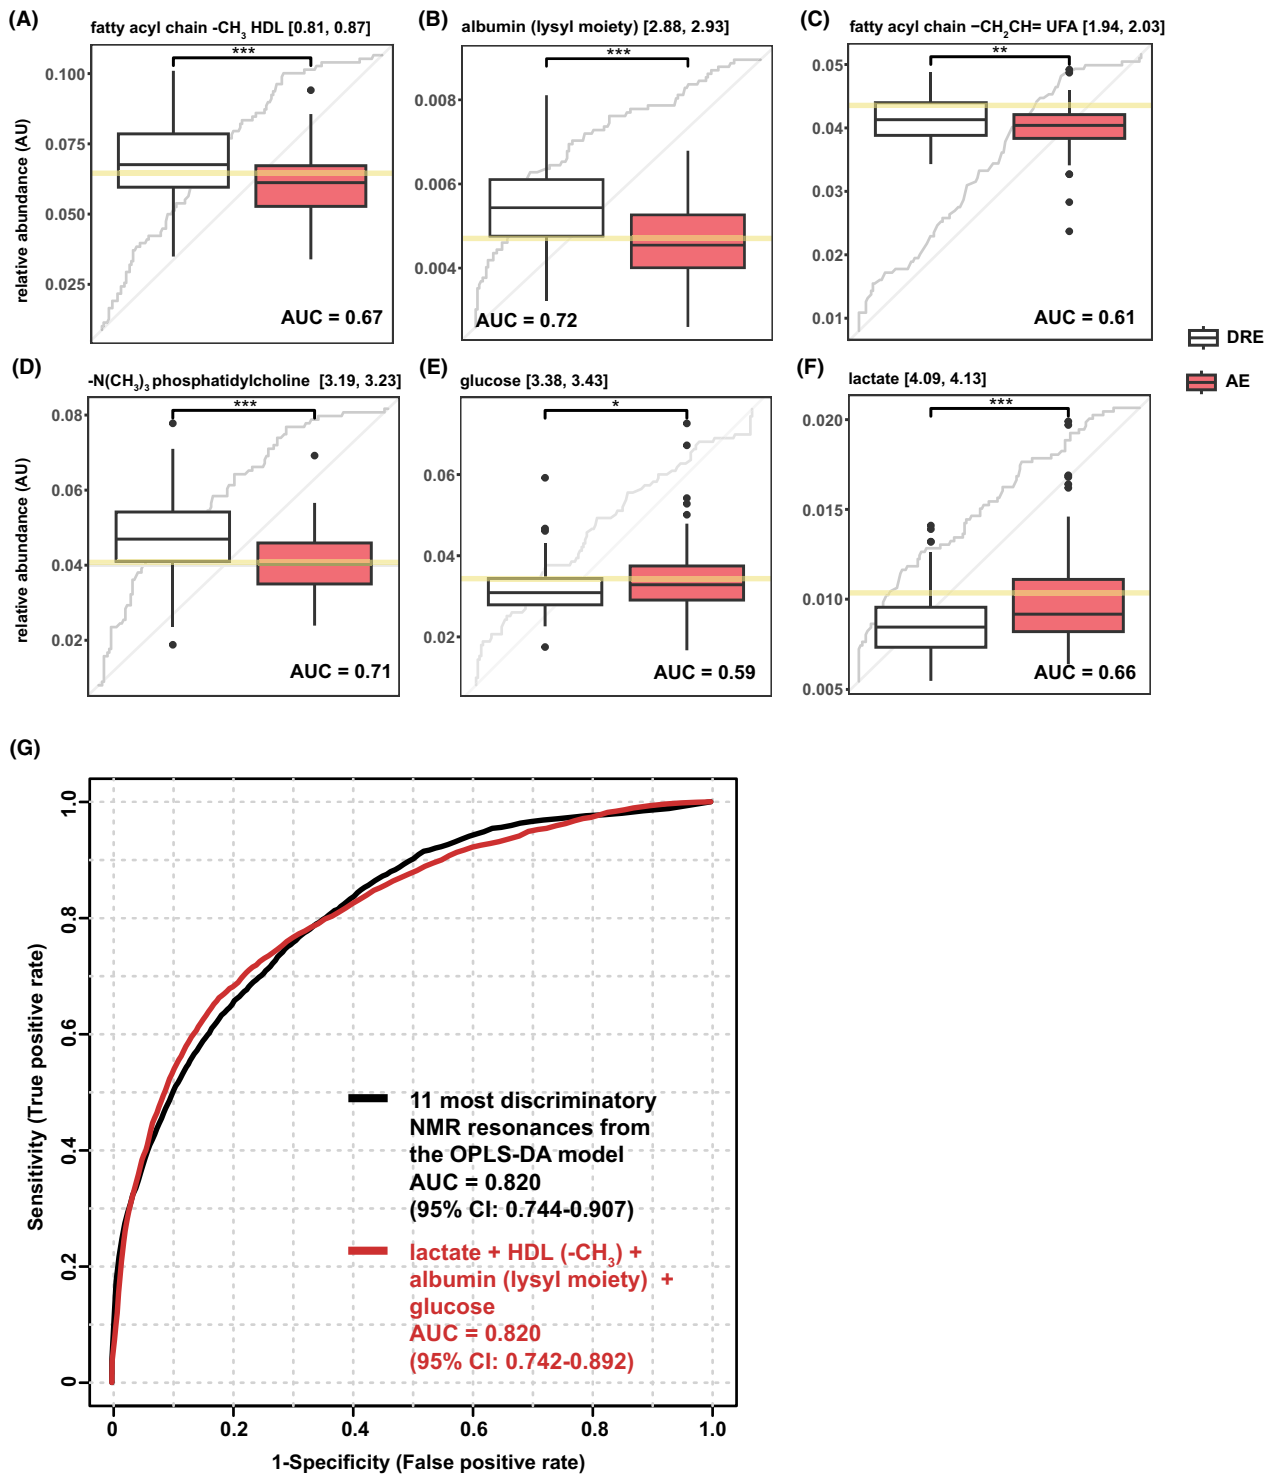 (A) fatty acyl chain -CH3 HDL [0.81, 0.87]
***
relative abundance (AU)
0.100
0.075
0.050
0.025
AUC = 0.67
(B) albumin (lysyl moiety) [2.88, 2.93]
***
0.008
0.006
0.004
AUC = 0.72
(C) fatty acyl chain −CH2CH= UFA [1.94, 2.03]
**
0.05
0.04
0.03
0.02
0.01
AUC = 0.61
DRE
AE
(D) -N(CH3)3 phosphatidylcholine [3.19, 3.23]
***
relative abundance (AU)
0.08
0.06
0.04
0.02
AUC = 0.71
(E) glucose [3.38, 3.43]
*
0.06
0.04
0.02
AUC = 0.59
(F) lactate [4.09, 4.13]
***
0.020
0.015
0.010
0.005
AUC = 0.66
(G)
Sensitivity (True positive rate)
1.0
0.8
0.6
0.4
0.2
0
11 most discriminatory
NMR resonances from
the OPLS-DA model
AUC = 0.820
(95% CI: 0.744-0.907)
lactate + HDL (-CH3) +
albumin (lysyl moiety) +
glucose
AUC = 0.820
(95% CI: 0.742-0.892)
0 0.2 0.4 0.6 0.8 1.0
1-Specificity (False positive rate)